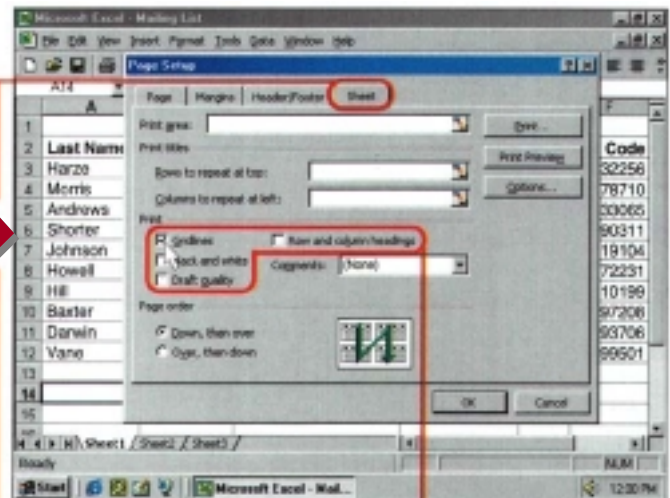 Microsoft Excel - Mailing List
File Edit View Insert Format Tools Data Window Help
Page Setup
A14
Page Margins Header/Footer Sheet
A F
Print area: Print...
Print titles Print Preview
Rows to repeat at top: Options...
Columns to repeat at left:
Print
Gridlines Row and column headings
Black and white Comments: (None)
Draft quality
Page order
Down, then over
Over, then down
OK Cancel
1
2 Last Name Code
3 Harze 32256
4 Morris 78710
5 Andrews 33065
6 Shorter 90311
7 Johnson 19104
8 Howell 72231
9 Hill 10199
10 Baxter 97208
11 Darwin 93706
12 Vane 99501
13
14
15
Sheet1 Sheet2 Sheet3
Ready NUM
Start Microsoft Excel - Mail... 12:00 PM